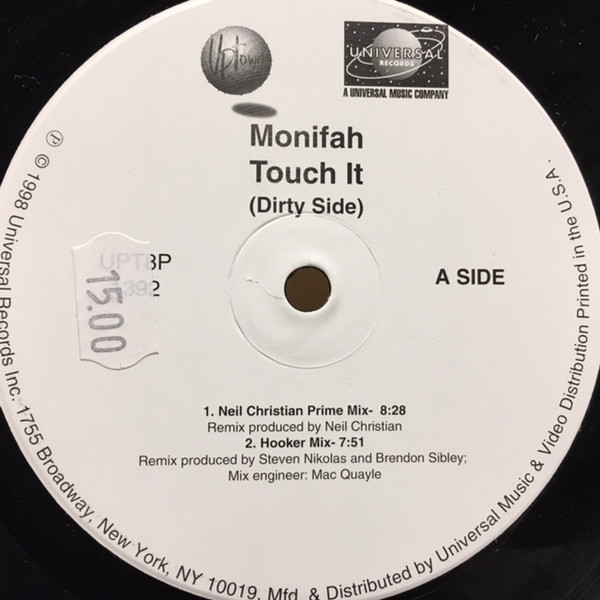 Uptown
UNIVERSAL
RECORDS
A UNIVERSAL MUSIC COMPANY
Monifah
Touch It
(Dirty Side)
UPT8P
1392
15.00
A SIDE
1. Neil Christian Prime Mix- 8:28
Remix produced by Neil Christian
2. Hooker Mix- 7:51
Remix produced by Steven Nikolas and Brendon Sibley;
Mix engineer: Mac Quayle
℗ © 1998 Universal Records Inc. 1755 Broadway, New York, NY 10019. Mfd. & Distributed by Universal Music & Video Distribution Printed in the U.S.A.